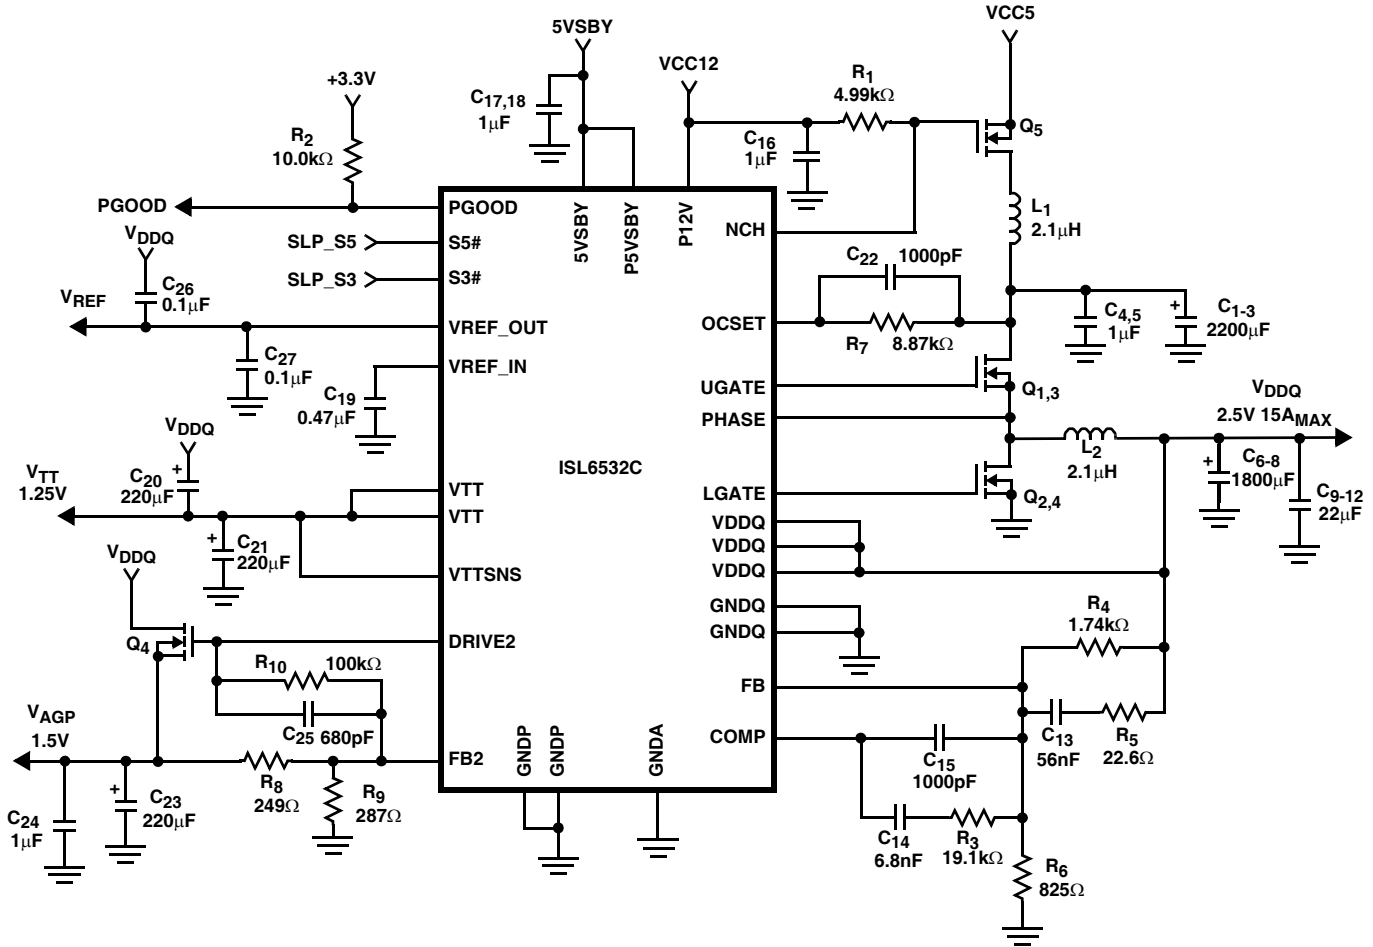 5VSBY
VCC5
VCC12
+3.3V
C17,18
1µF
R1
4.99kΩ
Q5
R2
10.0kΩ
C16
1µF
PGOOD
PGOOD
5VSBY
P5VSBY
P12V
L1
2.1µH
VDDQ
SLP_S5
S5#
NCH
C22
1000pF
SLP_S3
S3#
C26
0.1µF
VREF
VREF_OUT
OCSET
R7
8.87kΩ
C4,5
1µF
+
C1-3
2200µF
C27
0.1µF
VREF_IN
C19
0.47µF
UGATE
Q1,3
VDDQ
2.5V 15AMAX
PHASE
VDDQ
L2
2.1µH
+
C6-8
1800µF
C9-12
22µF
ISL6532C
VTT
1.25V
C20
220µF
+
VTT
VTT
LGATE
Q2,4
VDDQ
VDDQ
VDDQ
+
C21
220µF
VDDQ
VTTSNS
GNDQ
GNDQ
R4
1.74kΩ
Q4
DRIVE2
R10
100kΩ
FB
C25 680pF
VAGP
1.5V
COMP
C13
56nF
R5
22.6Ω
C15
1000pF
FB2
GNDP
GNDP
GNDA
R8
249Ω
R9
287Ω
+
C23
220µF
C24
1µF
C14
6.8nF
R3
19.1kΩ
R6
825Ω